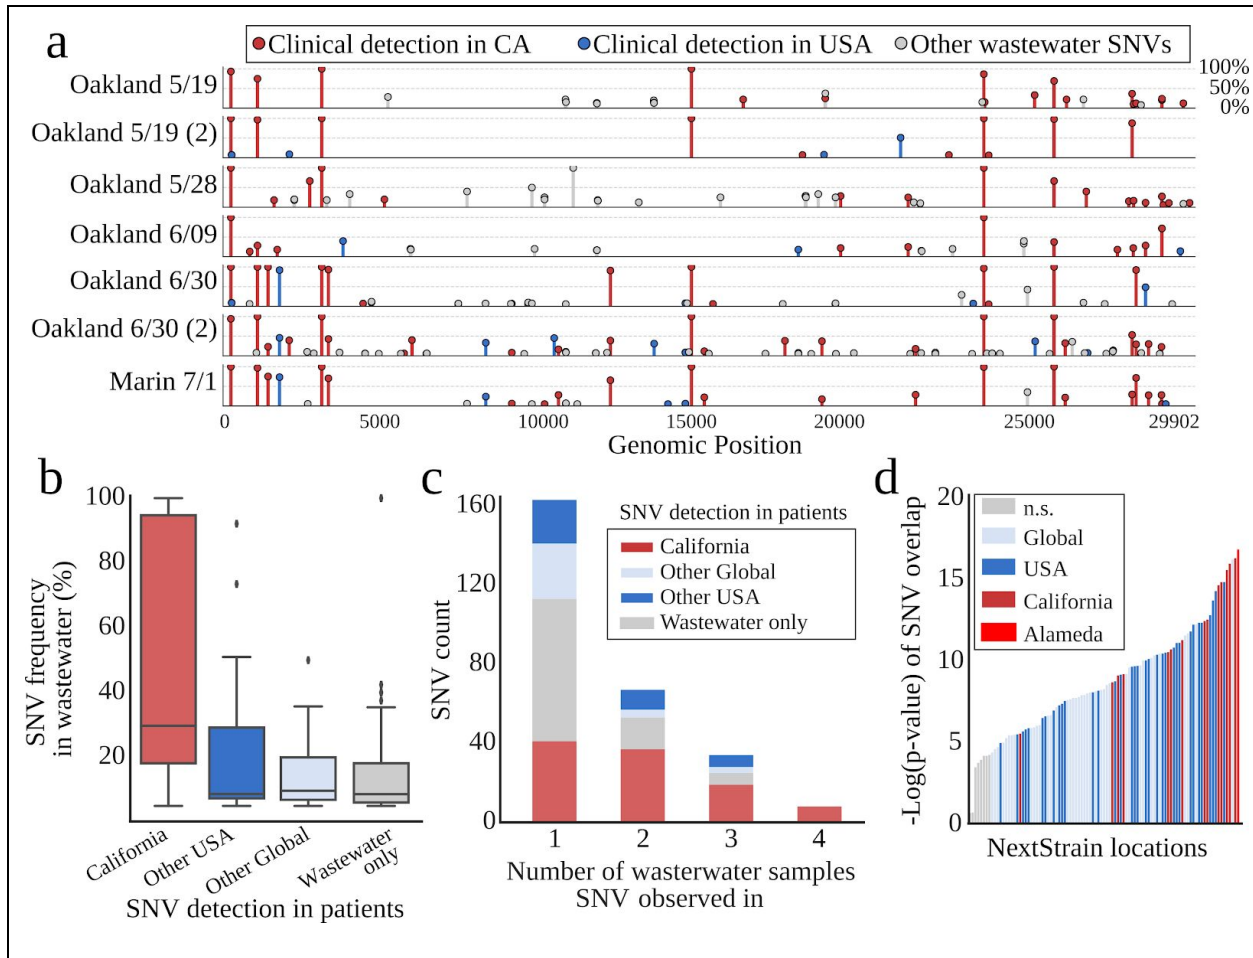 a
Clinical detection in CA
Clinical detection in USA
Other wastewater SNVs
Oakland 5/19
100%
50%
0%
Oakland 5/19 (2)
Oakland 5/28
Oakland 6/09
Oakland 6/30
Oakland 6/30 (2)
Marin 7/1
0 5000 10000 15000 20000 25000 29902
Genomic Position
b
SNV frequency
in wastewater (%)
100
80
60
40
20
California
Other USA
Other Global
Wastewater
only
SNV detection in patients
c
SNV count
160
120
80
40
0
SNV detection in patients
California
Other Global
Other USA
Wastewater only
1 2 3 4
Number of wasterwater samples
SNV observed in
d
-Log(p-value) of SNV overlap
20
15
10
5
0
n.s.
Global
USA
California
Alameda
NextStrain locations